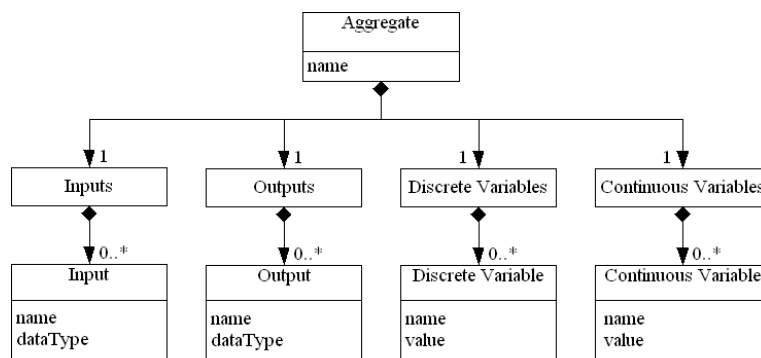 Aggregate
name
1 1 1 1
Inputs Outputs Discrete Variables Continuous Variables
0..* 0..* 0..* 0..*
Input Output Discrete Variable Continuous Variable
name name name name
dataType dataType value value